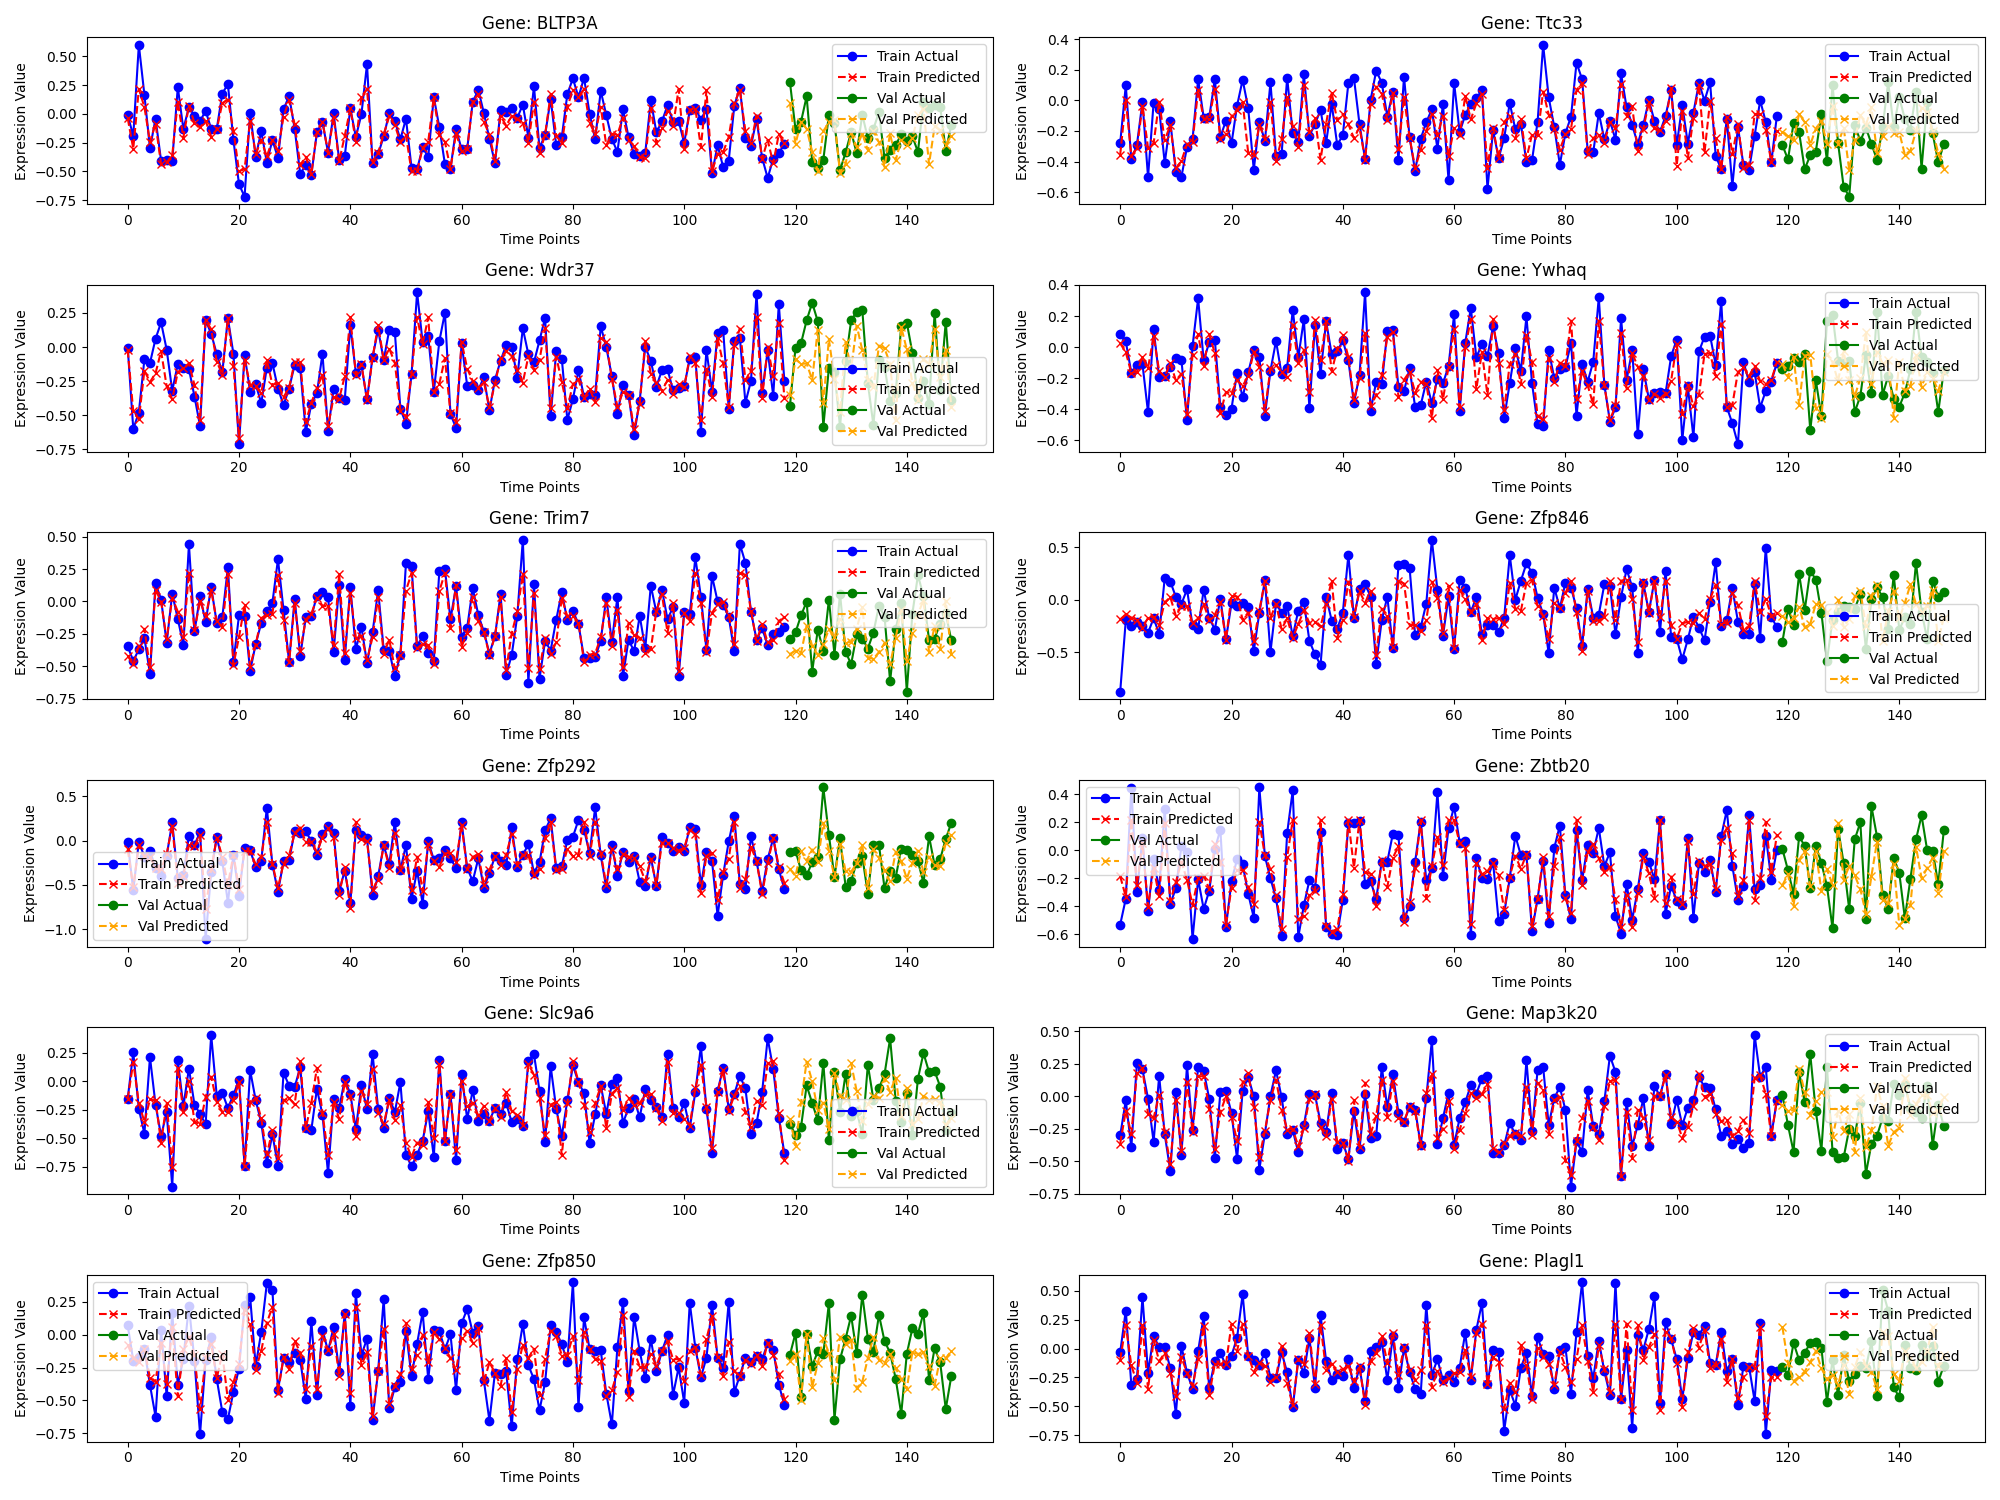 Gene: BLTP3A
Expression Value
0.50
0.25
0.00
−0.25
−0.50
−0.75
0 20 40 60 80 100 120 140
Time Points
Train Actual
Train Predicted
Val Actual
Val Predicted
Gene: Ttc33
Expression Value
0.4
0.2
0.0
−0.2
−0.4
−0.6
0 20 40 60 80 100 120 140
Time Points
Train Actual
Train Predicted
Val Actual
Val Predicted
Gene: Wdr37
Expression Value
0.25
0.00
−0.25
−0.50
−0.75
0 20 40 60 80 100 120 140
Time Points
Train Actual
Train Predicted
Val Actual
Val Predicted
Gene: Ywhaq
Expression Value
0.4
0.2
0.0
−0.2
−0.4
−0.6
0 20 40 60 80 100 120 140
Time Points
Train Actual
Train Predicted
Val Actual
Val Predicted
Gene: Trim7
Expression Value
0.50
0.25
0.00
−0.25
−0.50
−0.75
0 20 40 60 80 100 120 140
Time Points
Train Actual
Train Predicted
Val Actual
Val Predicted
Gene: Zfp846
Expression Value
0.5
0.0
−0.5
0 20 40 60 80 100 120 140
Time Points
Train Actual
Train Predicted
Val Actual
Val Predicted
Gene: Zfp292
Expression Value
0.5
0.0
−0.5
−1.0
0 20 40 60 80 100 120 140
Time Points
Train Actual
Train Predicted
Val Actual
Val Predicted
Gene: Zbtb20
Expression Value
0.4
0.2
0.0
−0.2
−0.4
−0.6
0 20 40 60 80 100 120 140
Time Points
Train Actual
Train Predicted
Val Actual
Val Predicted
Gene: Slc9a6
Expression Value
0.25
0.00
−0.25
−0.50
−0.75
0 20 40 60 80 100 120 140
Time Points
Train Actual
Train Predicted
Val Actual
Val Predicted
Gene: Map3k20
Expression Value
0.50
0.25
0.00
−0.25
−0.50
−0.75
0 20 40 60 80 100 120 140
Time Points
Train Actual
Train Predicted
Val Actual
Val Predicted
Gene: Zfp850
Expression Value
0.25
0.00
−0.25
−0.50
−0.75
0 20 40 60 80 100 120 140
Time Points
Train Actual
Train Predicted
Val Actual
Val Predicted
Gene: Plagl1
Expression Value
0.50
0.25
0.00
−0.25
−0.50
−0.75
0 20 40 60 80 100 120 140
Time Points
Train Actual
Train Predicted
Val Actual
Val Predicted